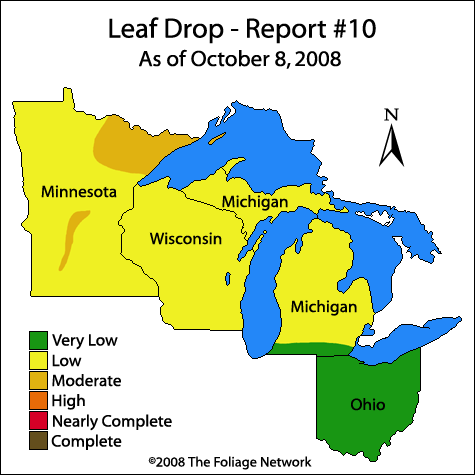 Leaf Drop - Report #10
As of October 8, 2008
N
Minnesota
Michigan
Wisconsin
Michigan
Ohio
Very Low
Low
Moderate
High
Nearly Complete
Complete
©2008 The Foliage Network